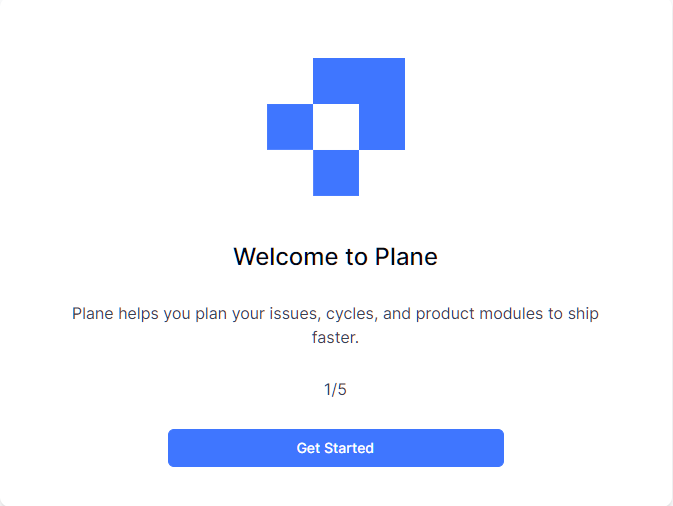 Welcome to Plane
Plane helps you plan your issues, cycles, and product modules to ship
faster.
1/5
Get Started